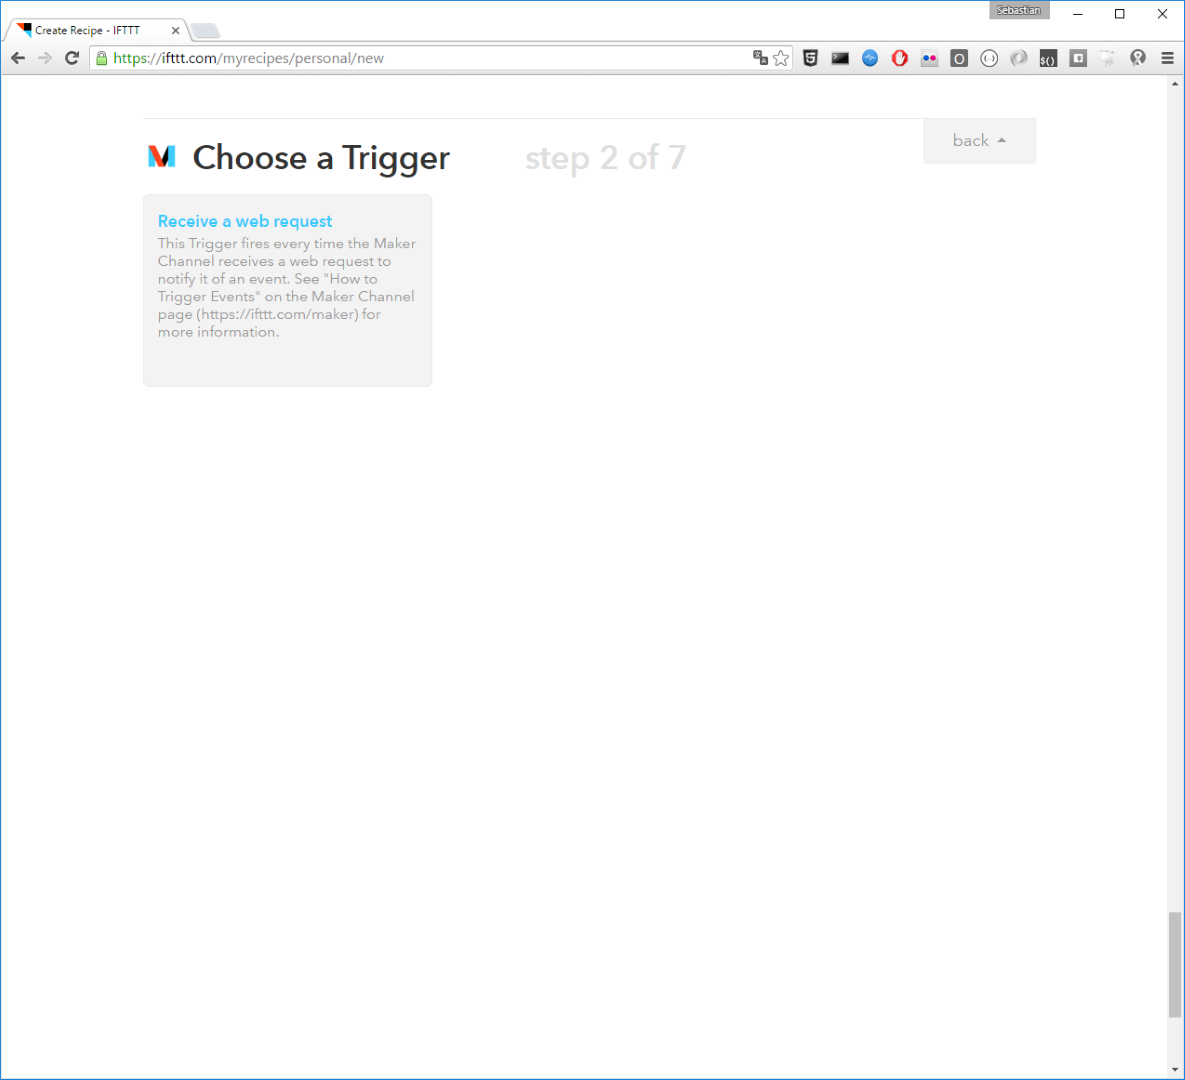 Sebastian
Create Recipe - IFTTT
https://ifttt.com/myrecipes/personal/new
back
Choose a Trigger
step 2 of 7
Receive a web request
This Trigger fires every time the Maker
Channel receives a web request to
notify it of an event. See "How to
Trigger Events" on the Maker Channel
page (https://ifttt.com/maker) for
more information.